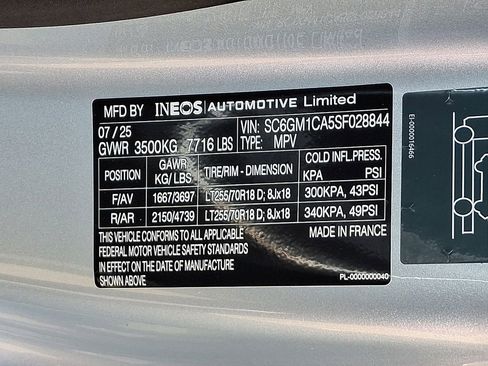 MFD BY INEOS | AUTOMOTIVE Limited
07 / 25 VIN: SC6GM1CA5SF028844
GVWR 3500KG 7716 LBS TYPE: MPV
POSITION GAWR KG/LBS TIRE/RIM - DIMENSION COLD INFL.PRESS. KPA PSI
F/AV 1667/3697 LT255/70R18 D; 8Jx18 300KPA, 43PSI
R/AR 2150/4739 LT255/70R18 D; 8Jx18 340KPA, 49PSI
THIS VEHICLE CONFORMS TO ALL APPLICABLE MADE IN FRANCE
FEDERAL MOTOR VEHICLE SAFETY STANDARDS
IN EFFECT ON THE DATE OF MANUFACTURE
SHOWN ABOVE
PL-0000000040
EI-0000016466